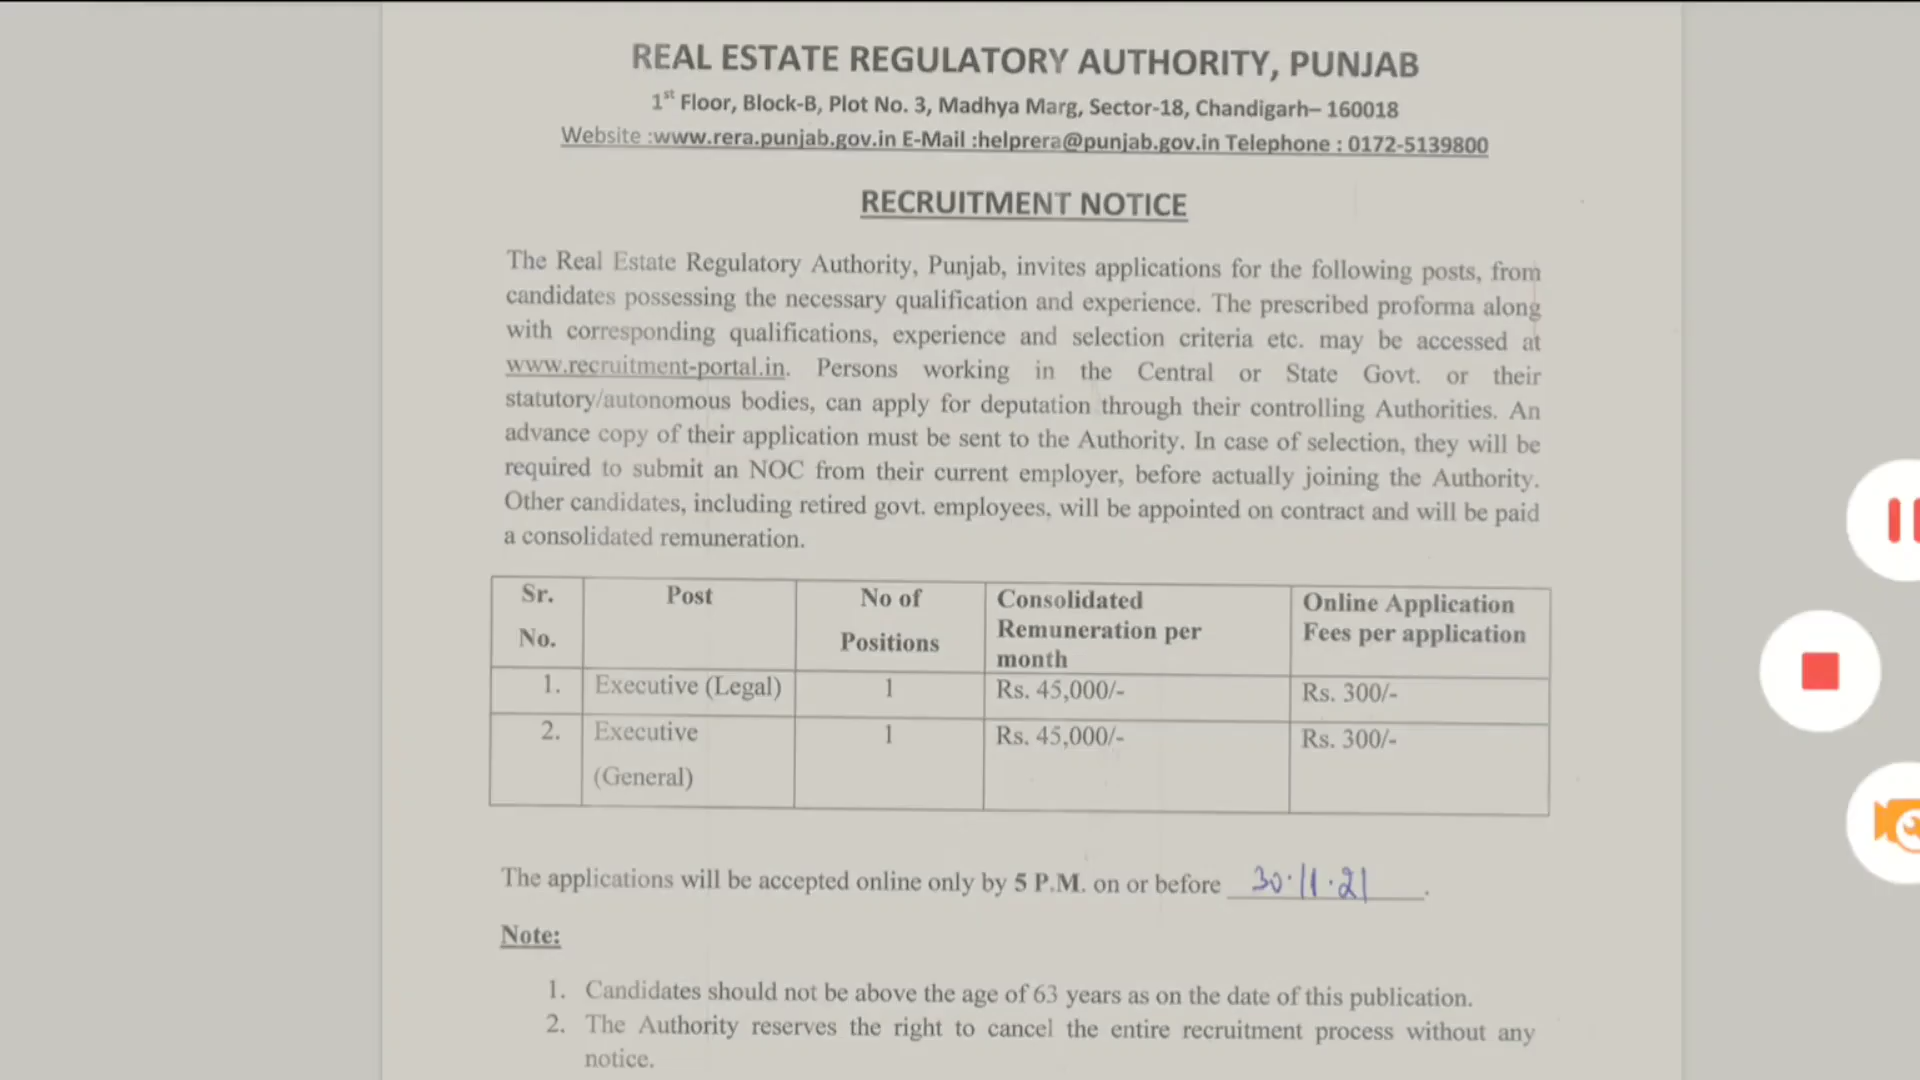 REAL ESTATE REGULATORY AUTHORITY, PUNJAB
1st Floor, Block-B, Plot No. 3, Madhya Marg, Sector-18, Chandigarh– 160018
Website :www.rera.punjab.gov.in E-Mail :helprera@punjab.gov.in Telephone : 0172-5139800
RECRUITMENT NOTICE
The Real Estate Regulatory Authority, Punjab, invites applications for the following posts, from
candidates possessing the necessary qualification and experience. The prescribed proforma along
with corresponding qualifications, experience and selection criteria etc. may be accessed at
www.recruitment-portal.in. Persons working in the Central or State Govt. or their
statutory/autonomous bodies, can apply for deputation through their controlling Authorities. An
advance copy of their application must be sent to the Authority. In case of selection, they will be
required to submit an NOC from their current employer, before actually joining the Authority.
Other candidates, including retired govt. employees, will be appointed on contract and will be paid
a consolidated remuneration.
Sr. No. Post No of Positions Consolidated Remuneration per month Online Application Fees per application
1. Executive (Legal) 1 Rs. 45,000/- Rs. 300/-
2. Executive (General) 1 Rs. 45,000/- Rs. 300/-
The applications will be accepted online only by 5 P.M. on or before 30.11.21.
Note:
1. Candidates should not be above the age of 63 years as on the date of this publication.
2. The Authority reserves the right to cancel the entire recruitment process without any
notice.